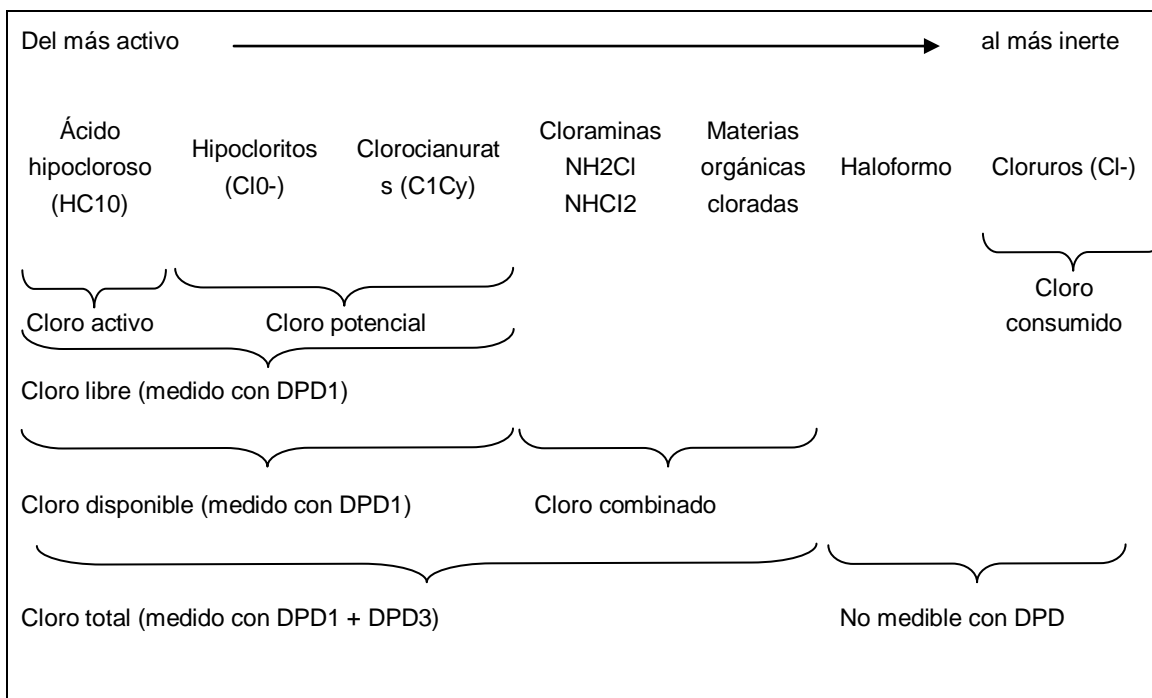 Del más activo al más inerte
Ácido
hipocloroso
(HC10)
Hipocloritos
(Cl0-)
Clorocianurat
s (C1Cy)
Cloraminas
NH2Cl
NHCl2
Materias
orgánicas
cloradas
Haloformo
Cloruros (Cl-)
Cloro activo
Cloro potencial
Cloro
consumido
Cloro libre (medido con DPD1)
Cloro disponible (medido con DPD1)
Cloro combinado
Cloro total (medido con DPD1 + DPD3)
No medible con DPD